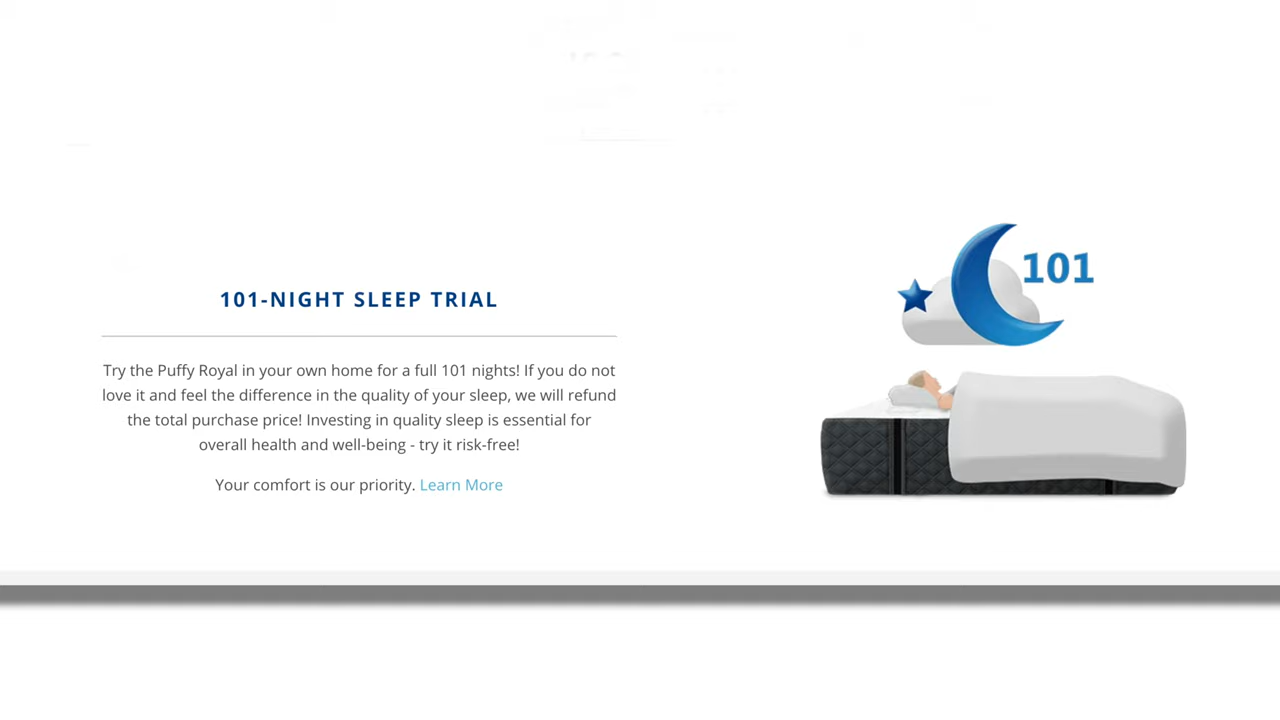 101
101-NIGHT SLEEP TRIAL
Try the Puffy Royal in your own home for a full 101 nights! If you do not
love it and feel the difference in the quality of your sleep, we will refund
the total purchase price! Investing in quality sleep is essential for
overall health and well-being - try it risk-free!
Your comfort is our priority. Learn More